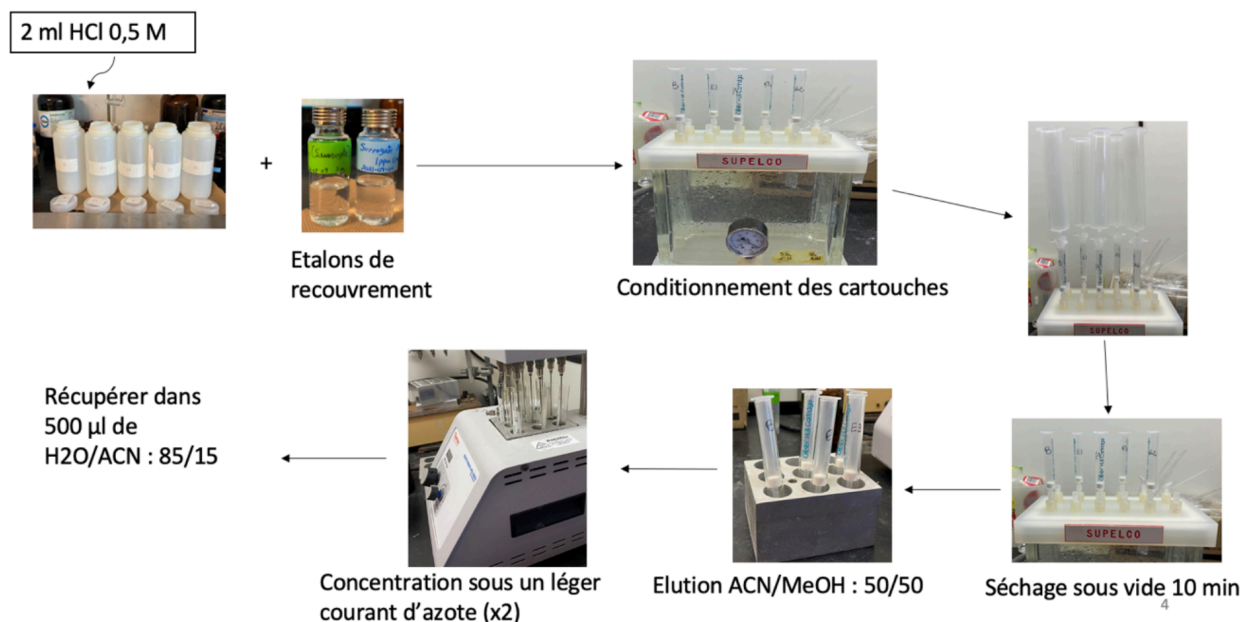 2 ml HCl 0,5 M
+
Etalons de
recouvrement
SUPELCO
Conditionnement des cartouches
SUPELCO
SUPELCO
Séchage sous vide 10 min
Elution ACN/MeOH : 50/50
Concentration sous un léger
courant d’azote (x2)
Récupérer dans
500 µl de
H2O/ACN : 85/15
4